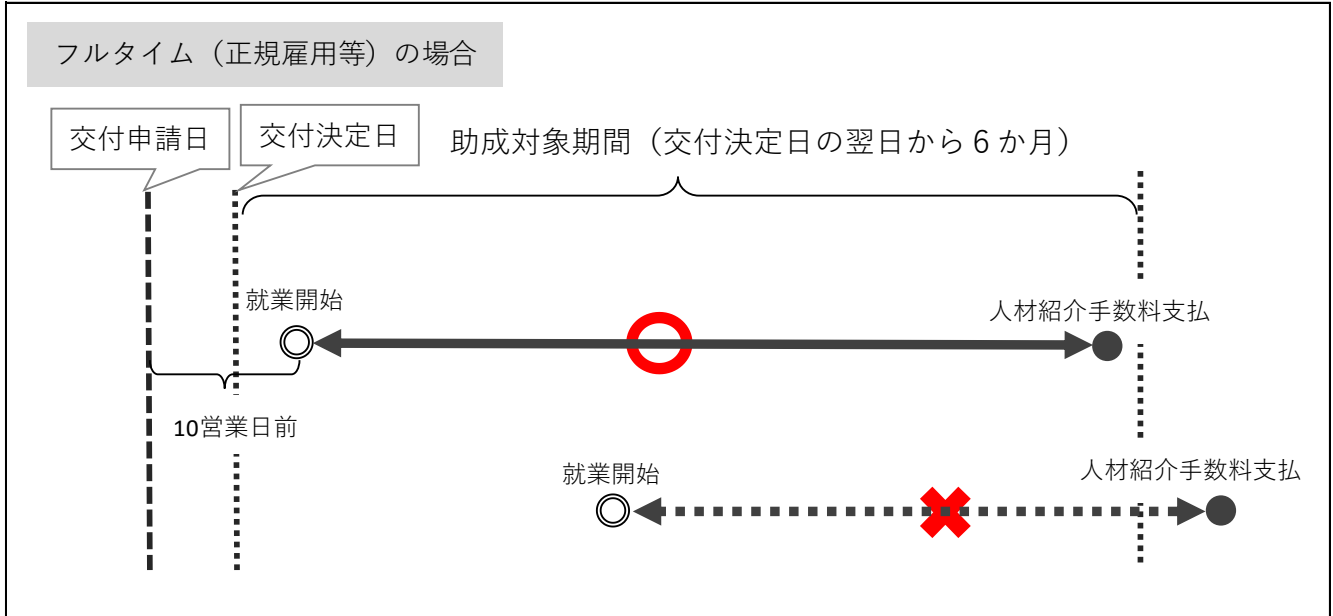 フルタイム（正規雇用等）の場合
交付申請日
交付決定日
助成対象期間（交付決定日の翌日から６か月）
就業開始
人材紹介手数料支払
10営業日前
就業開始
人材紹介手数料支払